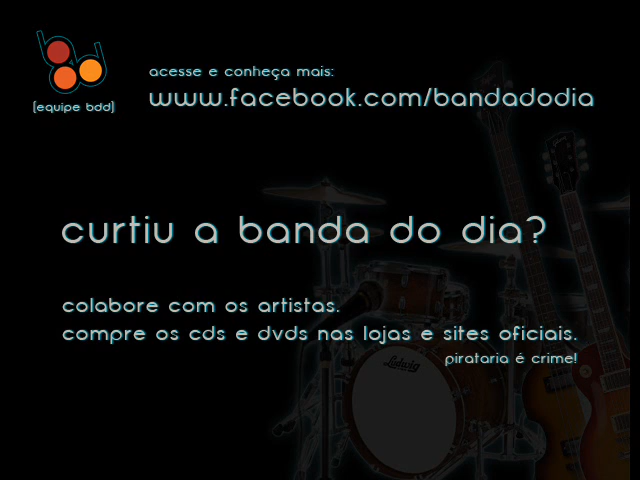 acesse e conheça mais:
www.facebook.com/bandadodia
[equipe bdd]
curtiu a banda do dia?
colabore com os artistas.
compre os cds e dvds nas lojas e sites oficiais.
pirataria é crime!
Ludwig